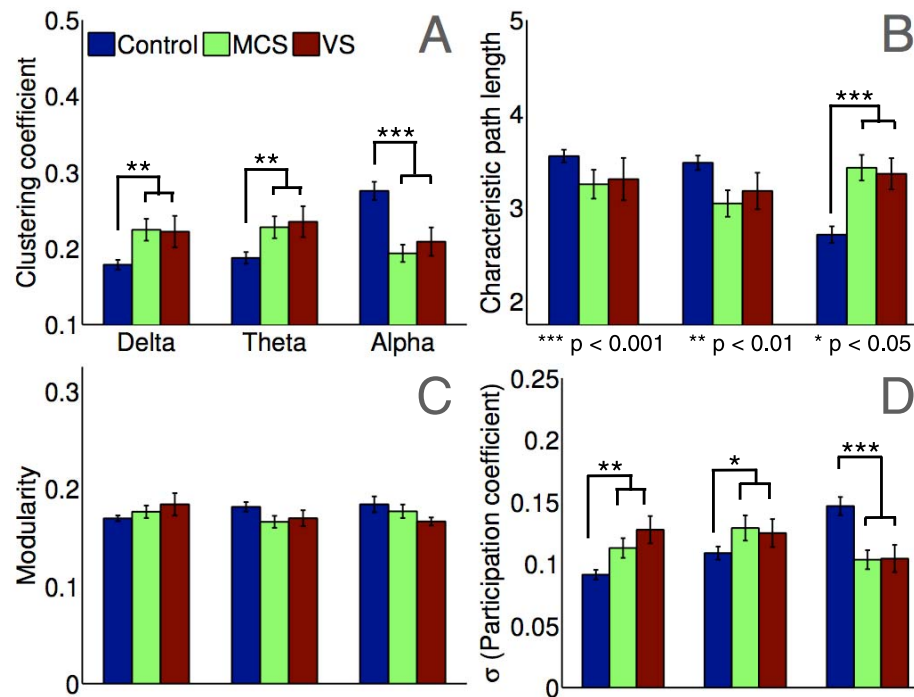 A
Clustering coefficient
0.5
0.4
0.3
0.2
0.1
Control MCS VS
**
**
***
Delta Theta Alpha
B
Characteristic path length
5
4
3
2
***
*** p < 0.001 ** p < 0.01 * p < 0.05
C
Modularity
0.3
0.2
0.1
0
D
σ (Participation coefficient)
0.25
0.2
0.15
0.1
0.05
0
**
*
***